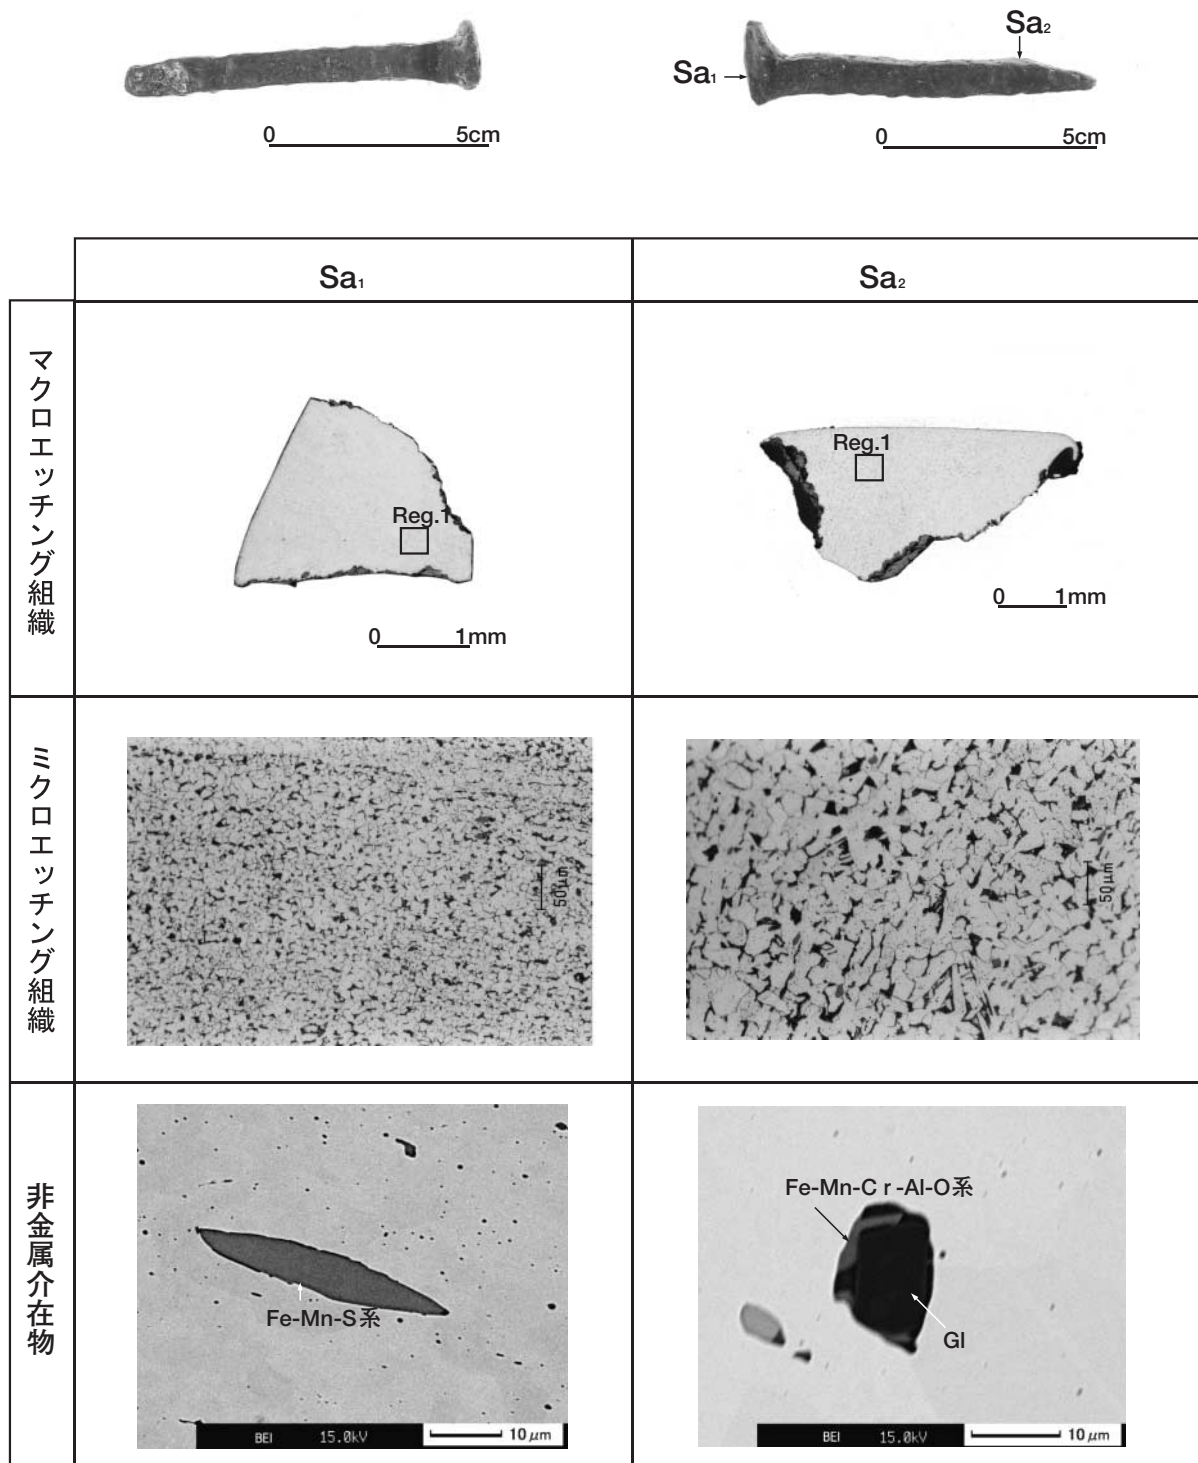 Sa₂
Sa₁
0 5cm
0 5cm
Sa₁
Sa₂
マクロエッチング組織
Reg.1
0 1mm
Reg.1
0 1mm
ミクロエッチング組織
50μm
50μm
非金属介在物
Fe-Mn-S系
BEI 15.0kV 10μm
Fe-Mn-Cr-Al-O系
Gl
BEI 15.0kV 10μm